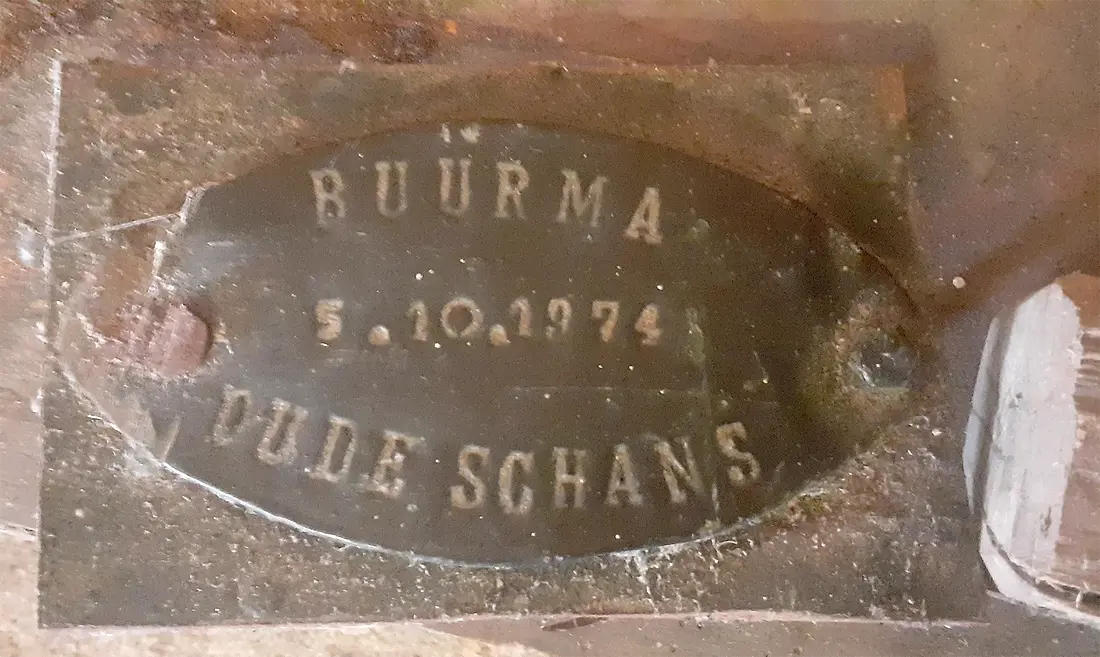 BUURMA
5.10.1974
OUDE SCHANS